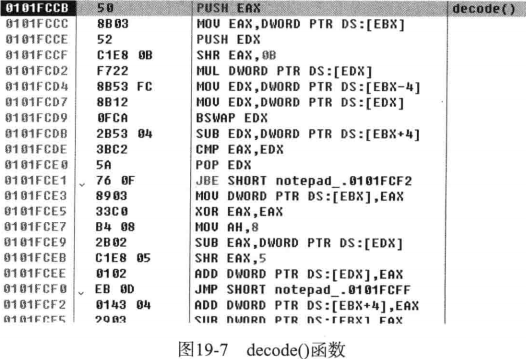 0101FCCB 50 PUSH EAX decode()
0101FCCC 8B03 MOV EAX,DWORD PTR DS:[EBX]
0101FCCE 52 PUSH EDX
0101FCCF C1E8 0B SHR EAX,0B
0101FCD2 F722 MUL DWORD PTR DS:[EDX]
0101FCD4 8B53 FC MOV EDX,DWORD PTR DS:[EBX-4]
0101FCD7 8B12 MOV EDX,DWORD PTR DS:[EDX]
0101FCD9 0FCA BSWAP EDX
0101FCDB 2B53 04 SUB EDX,DWORD PTR DS:[EBX+4]
0101FCDE 3BC2 CMP EAX,EDX
0101FCE0 5A POP EDX
0101FCE1 76 0F JBE SHORT notepad_.0101FCF2
0101FCE3 8903 MOV DWORD PTR DS:[EBX],EAX
0101FCE5 33C0 XOR EAX,EAX
0101FCE7 B4 08 MOV AH,8
0101FCE9 2B02 SUB EAX,DWORD PTR DS:[EDX]
0101FCEB C1E8 05 SHR EAX,5
0101FCEE 0102 ADD DWORD PTR DS:[EDX],EAX
0101FCF0 EB 0D JMP SHORT notepad_.0101FCFF
0101FCF2 0143 04 ADD DWORD PTR DS:[EBX+4],EAX
0101FCF5 2903 SUB DWORD PTR DS:[EBX],EAX
图19-7 decode()函数